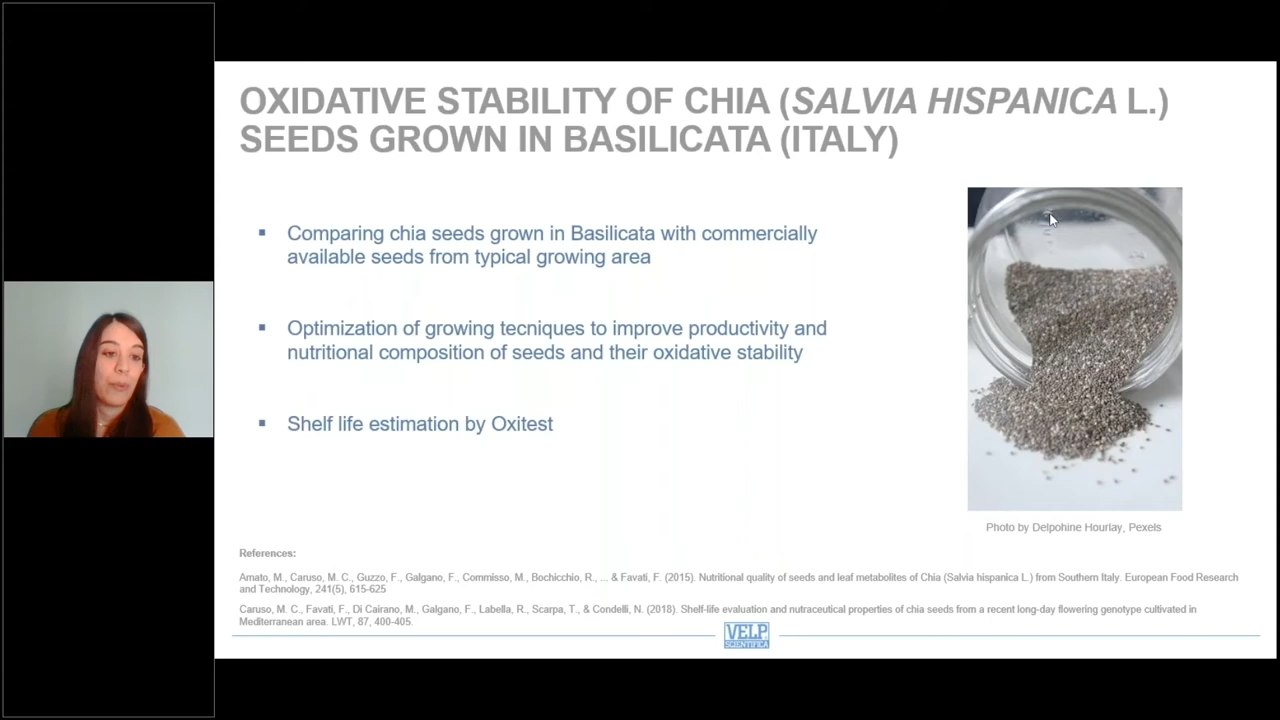 OXIDATIVE STABILITY OF CHIA (SALVIA HISPANICA L.)
SEEDS GROWN IN BASILICATA (ITALY)
▪ Comparing chia seeds grown in Basilicata with commercially
available seeds from typical growing area
▪ Optimization of growing tecniques to improve productivity and
nutritional composition of seeds and their oxidative stability
▪ Shelf life estimation by Oxitest
Photo by Delpohine Hourlay, Pexels
References:
Amato, M., Caruso, M. C., Guzzo, F., Galgano, F., Commisso, M., Bochicchio, R., ... & Favati, F. (2015). Nutritional quality of seeds and leaf metabolites of Chia (Salvia hispanica L.) from Southern Italy. European Food Research
and Technology, 241(5), 615-625
Caruso, M. C., Favati, F., Di Cairano, M., Galgano, F., Labella, R., Scarpa, T., & Condelli, N. (2018). Shelf-life evaluation and nutraceutical properties of chia seeds from a recent long-day flowering genotype cultivated in
Mediterranean area. LWT, 87, 400-405.
VELP
SCIENTIFICA